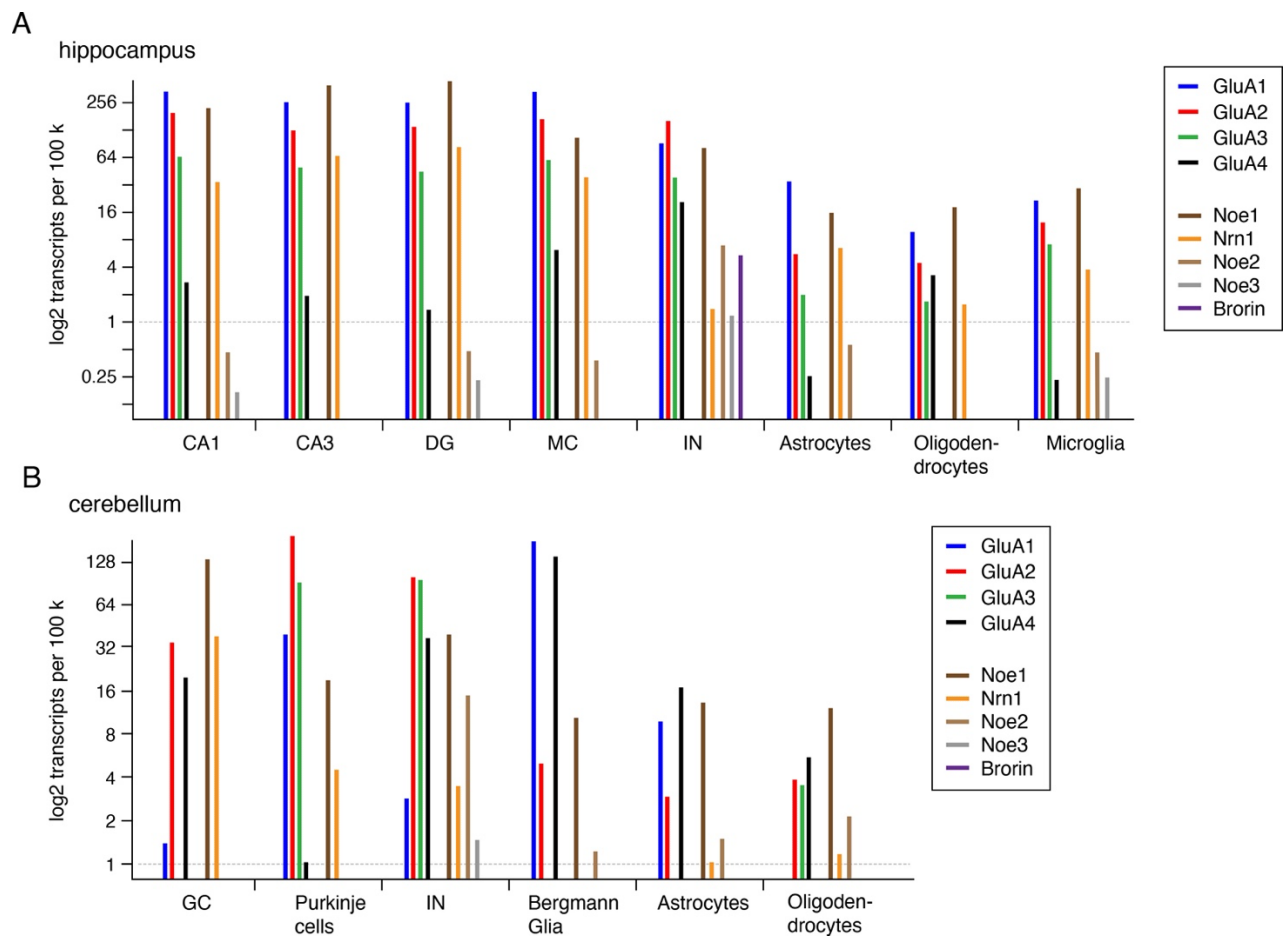 A
hippocampus
log2 transcripts per 100 k
256
64
16
4
1
0.25
CA1
CA3
DG
MC
IN
Astrocytes
Oligoden-
drocytes
Microglia
GluA1
GluA2
GluA3
GluA4
Noe1
Nrn1
Noe2
Noe3
Brorin
B
cerebellum
log2 transcripts per 100 k
128
64
32
16
8
4
2
1
GC
Purkinje
cells
IN
Bergmann
Glia
Astrocytes
Oligoden-
drocytes
GluA1
GluA2
GluA3
GluA4
Noe1
Nrn1
Noe2
Noe3
Brorin